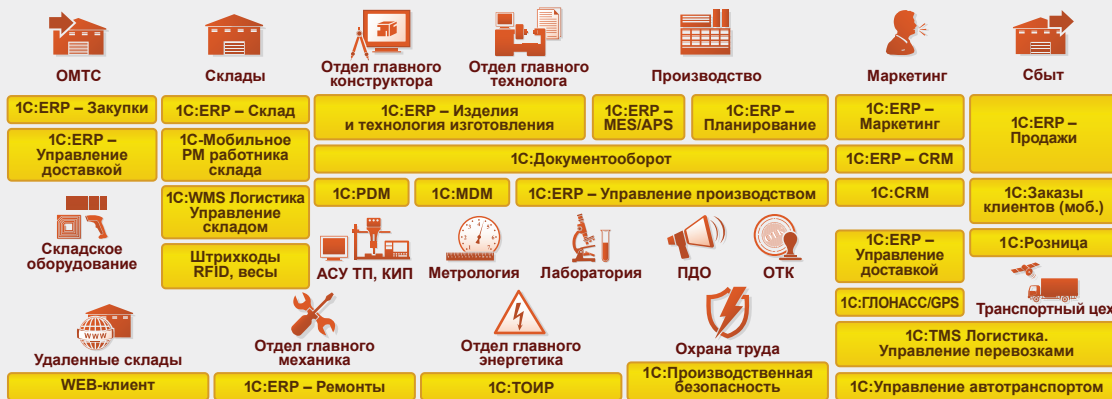 ОМТС
Склады
Отдел главного
конструктора
Отдел главного
технолога
Производство
Маркетинг
Сбыт
1С:ERP – Закупки
1С:ERP – Склад
1С:ERP – Изделия
и технология изготовления
1С:ERP –
MES/APS
1С:ERP –
Планирование
1С:ERP –
Маркетинг
1С:ERP –
Продажи
1С:ERP –
Управление
доставкой
1С-Мобильное
РМ работника
склада
1С:Документооборот
1С:ERP – CRM
1С:WMS Логистика
Управление
складом
1С:PDM
1С:MDM
1С:ERP – Управление производством
1С:CRM
1С:Заказы
клиентов (моб.)
Складское
оборудование
Штрихкоды
RFID, весы
АСУ ТП, КИП
Метрология
Лаборатория
ПДО
ОТК
1С:ERP –
Управление
доставкой
1С:Розница
1С:ГЛОНАСС/GPS
Транспортный цех
WWW
Удаленные склады
Отдел главного
механика
Отдел главного
энергетика
Охрана труда
1С:TMS Логистика.
Управление перевозками
WEB-клиент
1С:ERP – Ремонты
1С:ТОИР
1С:Производственная
безопасность
1С:Управление автотранспортом